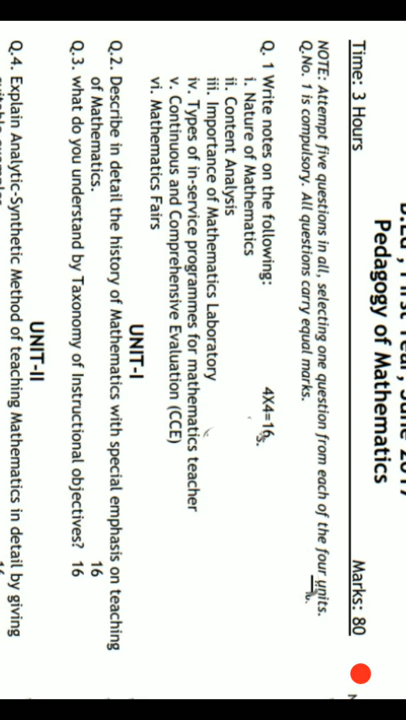 Pedagogy of Mathematics
Time: 3 Hours Marks: 80
NOTE: Attempt five questions in all, selecting one question from each of the four units.
Q.No. 1 is compulsory. All questions carry equal marks.
Q. 1 Write notes on the following: 4X4=16
i. Nature of Mathematics
ii. Content Analysis
iii. Importance of Mathematics Laboratory
iv. Types of in-service programmes for mathematics teacher
v. Continuous and Comprehensive Evaluation (CCE)
vi. Mathematics Fairs
UNIT-I
Q.2. Describe in detail the history of Mathematics with special emphasis on teaching
of Mathematics. 16
Q.3. what do you understand by Taxonomy of Instructional objectives? 16
UNIT-II
Q.4. Explain Analytic-Synthetic Method of teaching Mathematics in detail by giving